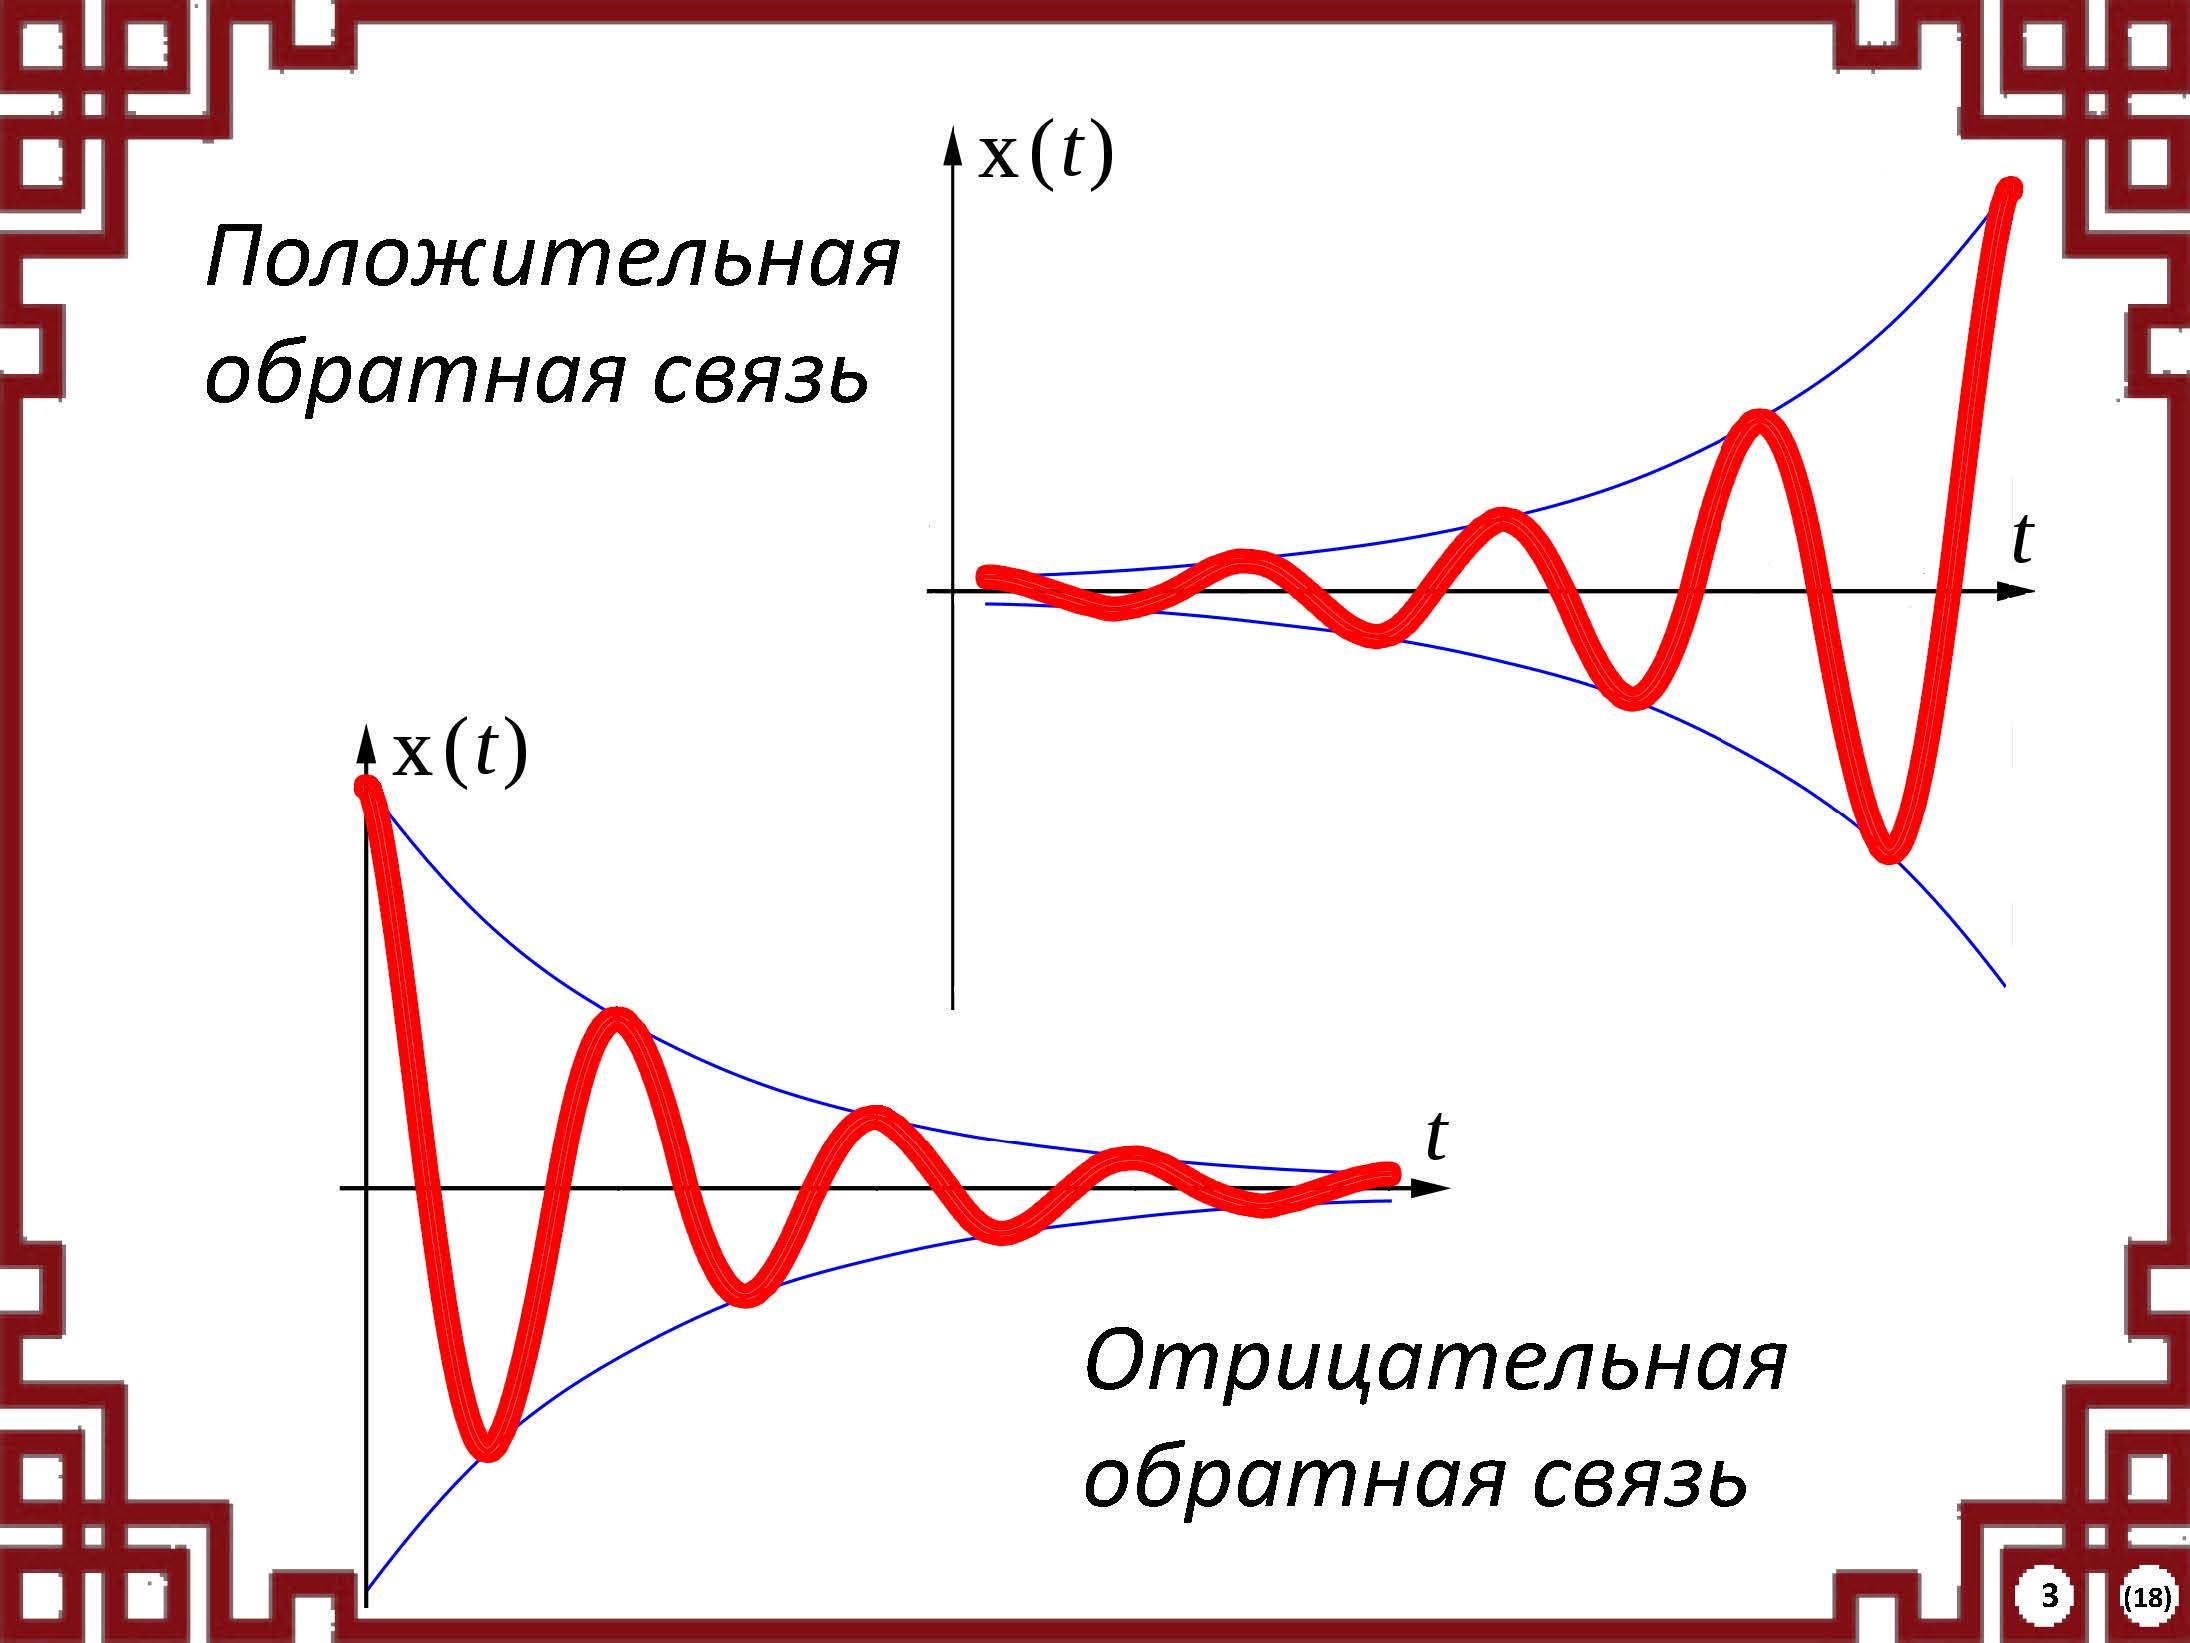 x(t)
Положительная
обратная связь
t
x(t)
t
Отрицательная
обратная связь
3 (18)